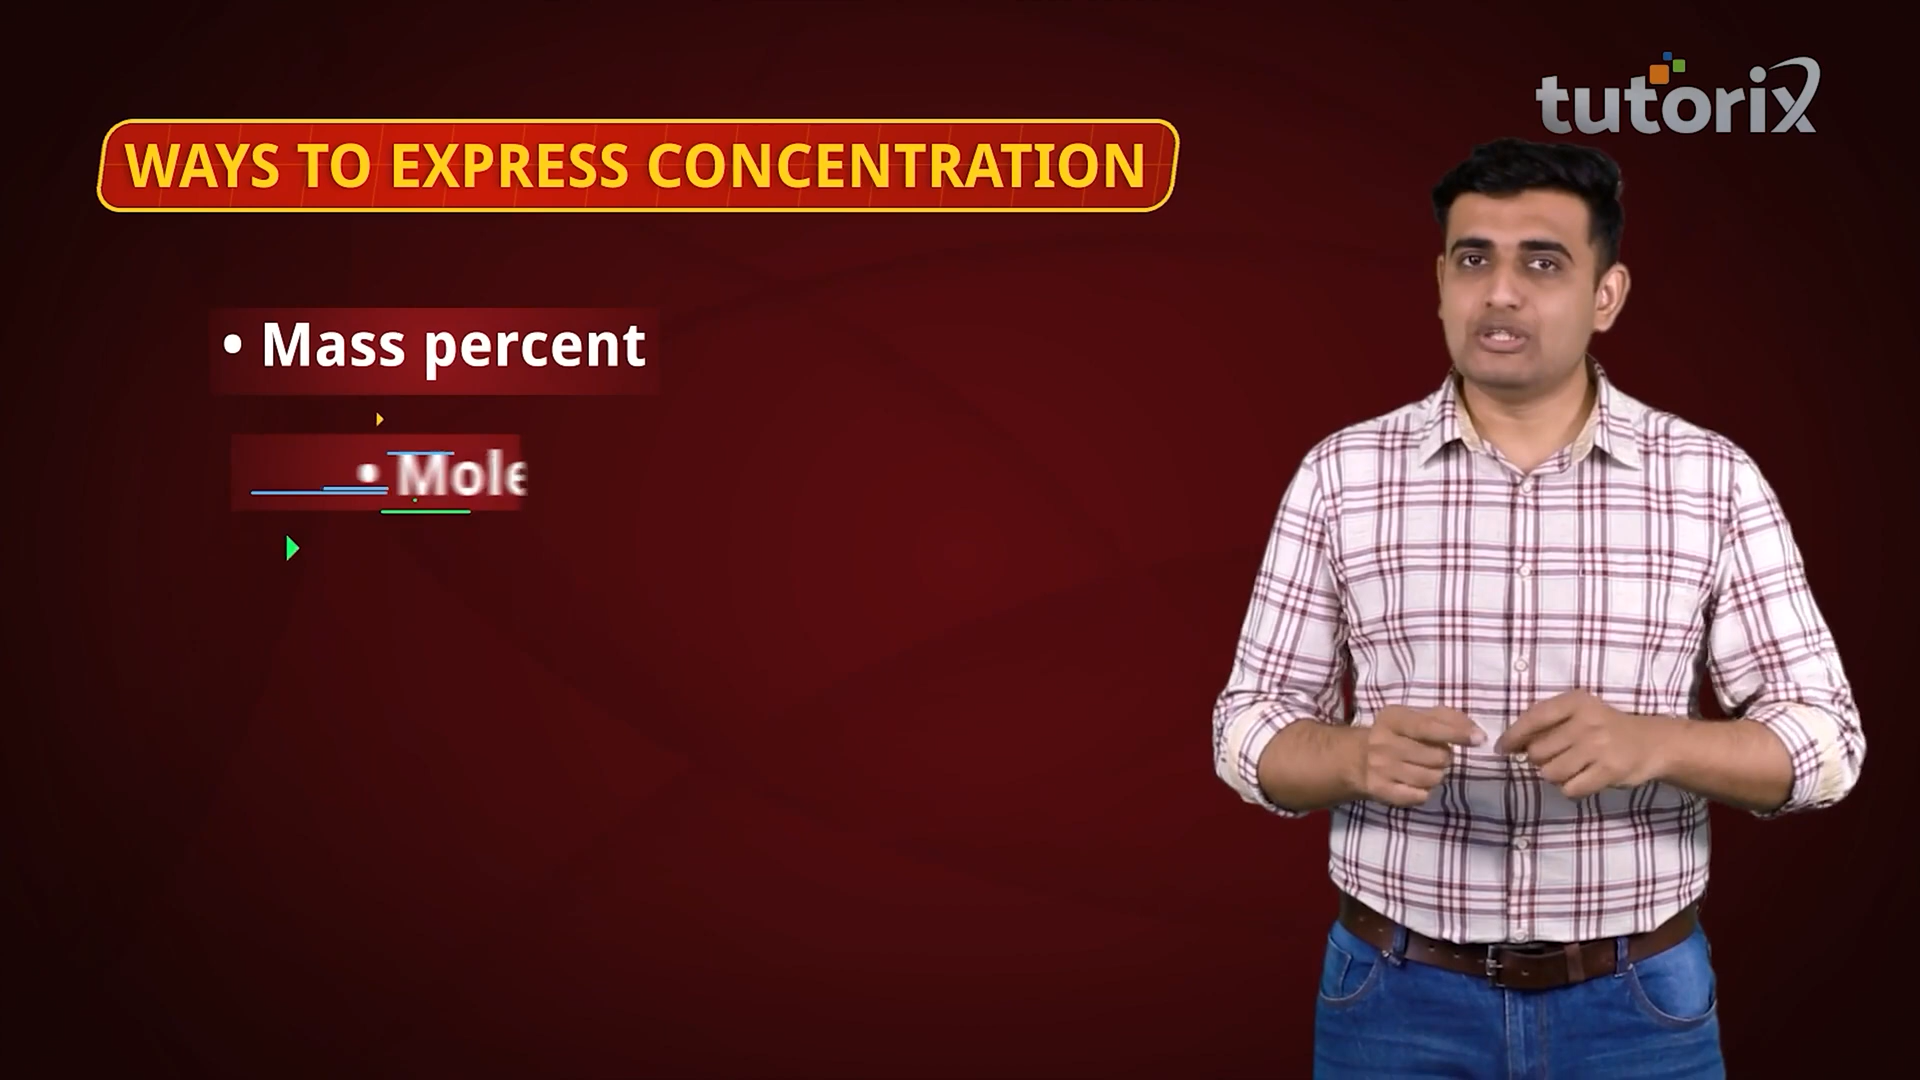 tutorix
WAYS TO EXPRESS CONCENTRATION
• Mass percent
• Mole